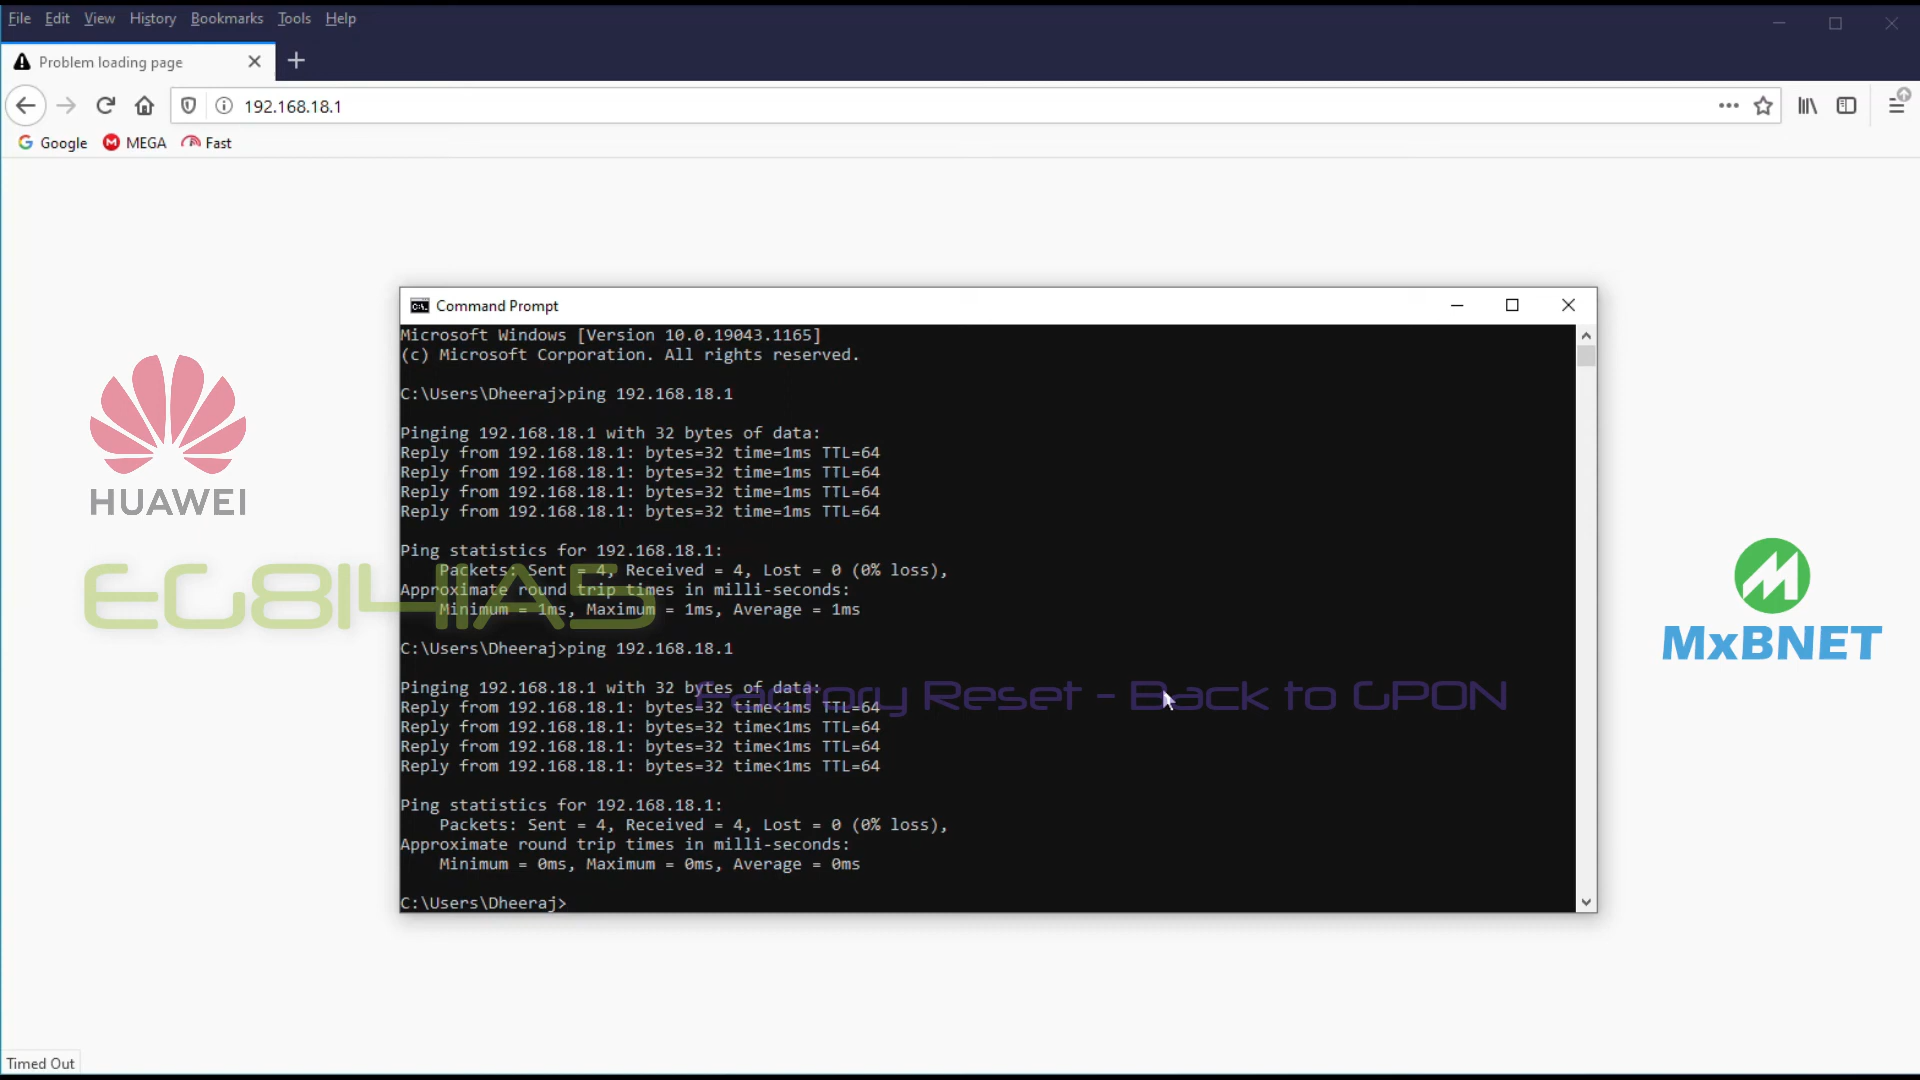 File Edit View History Bookmarks Tools Help
Problem loading page
192.168.18.1
Google MEGA Fast
Command Prompt
Microsoft Windows [Version 10.0.19043.1165]
(c) Microsoft Corporation. All rights reserved.
C:\Users\Dheeraj>ping 192.168.18.1
Pinging 192.168.18.1 with 32 bytes of data:
Reply from 192.168.18.1: bytes=32 time=1ms TTL=64
Reply from 192.168.18.1: bytes=32 time=1ms TTL=64
Reply from 192.168.18.1: bytes=32 time=1ms TTL=64
Reply from 192.168.18.1: bytes=32 time=1ms TTL=64
Ping statistics for 192.168.18.1:
Packets: Sent = 4, Received = 4, Lost = 0 (0% loss),
Approximate round trip times in milli-seconds:
Minimum = 1ms, Maximum = 1ms, Average = 1ms
C:\Users\Dheeraj>ping 192.168.18.1
Pinging 192.168.18.1 with 32 bytes of data:
Reply from 192.168.18.1: bytes=32 time<1ms TTL=64
Reply from 192.168.18.1: bytes=32 time<1ms TTL=64
Reply from 192.168.18.1: bytes=32 time<1ms TTL=64
Reply from 192.168.18.1: bytes=32 time<1ms TTL=64
Ping statistics for 192.168.18.1:
Packets: Sent = 4, Received = 4, Lost = 0 (0% loss),
Approximate round trip times in milli-seconds:
Minimum = 0ms, Maximum = 0ms, Average = 0ms
C:\Users\Dheeraj>
HUAWEI
EG8141A5
Factory Reset - Back to GPON
MxBNET
Timed Out